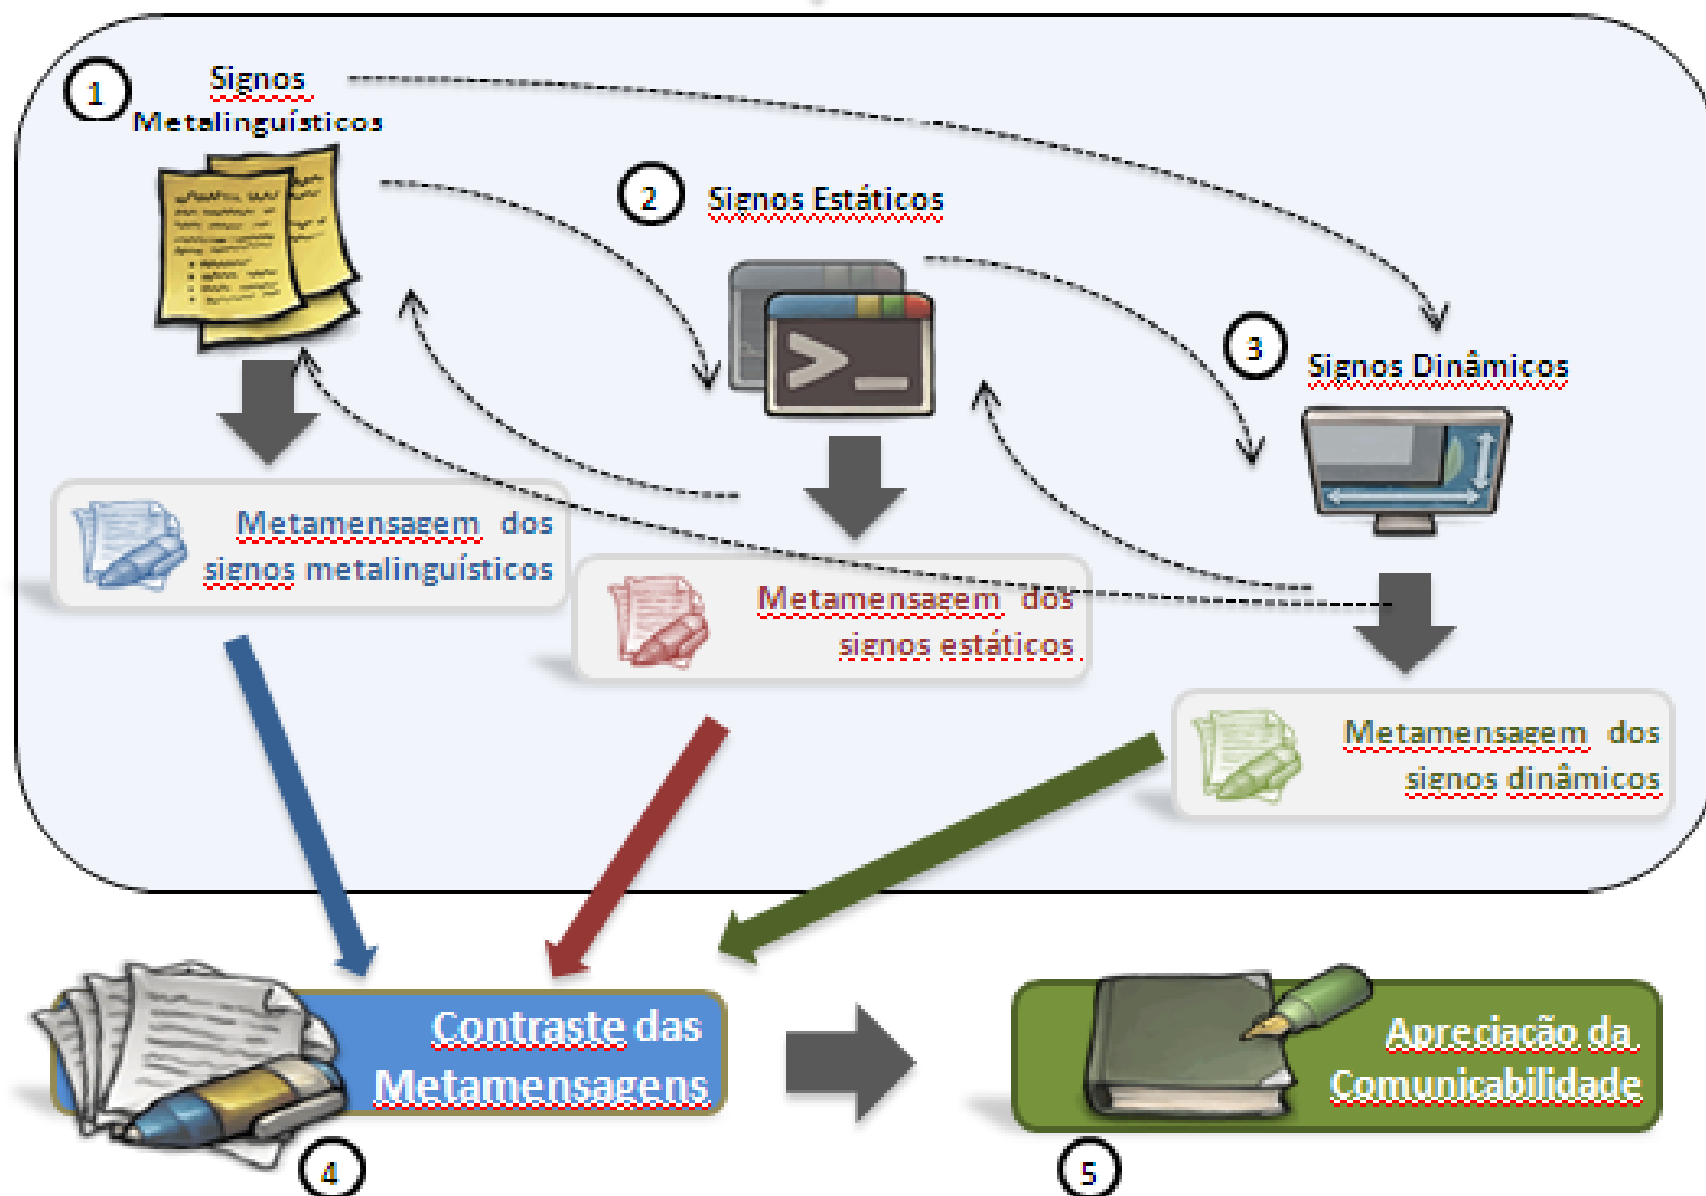 1
Signos
Metalinguísticos
2
Signos Estáticos
3
Signos Dinâmicos
Metamensagem dos
signos metalinguísticos
Metamensagem dos
signos estáticos
Metamensagem dos
signos dinâmicos
Contraste das
Metamensagens
4
Apreciação da
Comunicabilidade
5